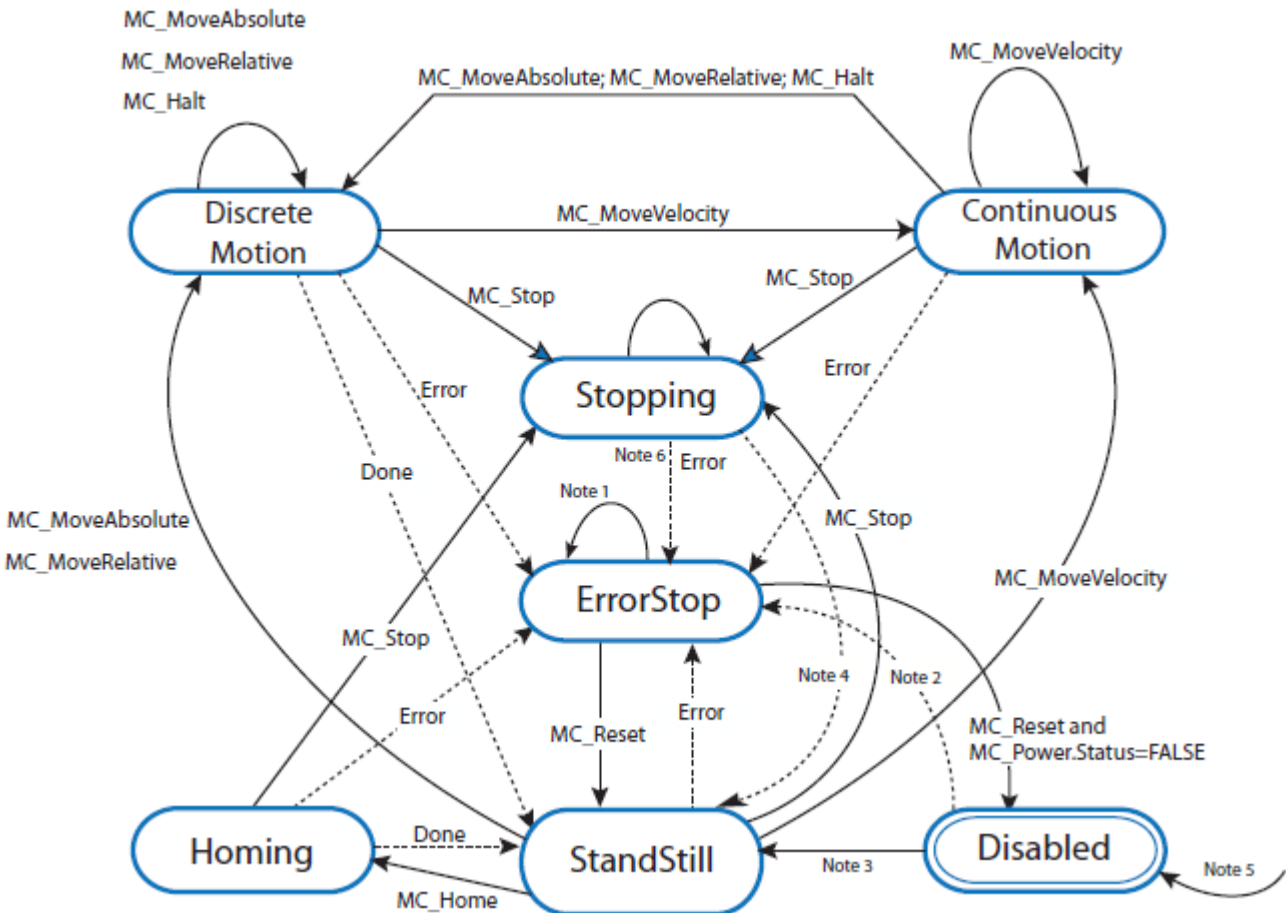 MC_MoveAbsolute
MC_MoveRelative
MC_Halt
MC_MoveAbsolute; MC_MoveRelative; MC_Halt
MC_MoveVelocity
Discrete
Motion
MC_MoveVelocity
Continuous
Motion
MC_Stop
MC_Stop
Error
Stopping
Error
Done
Note 6
Error
Note 1
MC_MoveAbsolute
MC_MoveRelative
MC_Stop
MC_MoveVelocity
ErrorStop
MC_Stop
Note 4
Note 2
Error
Error
MC_Reset
MC_Reset and
MC_Power.Status=FALSE
Homing
Done
StandStill
Note 3
Disabled
Note 5
MC_Home